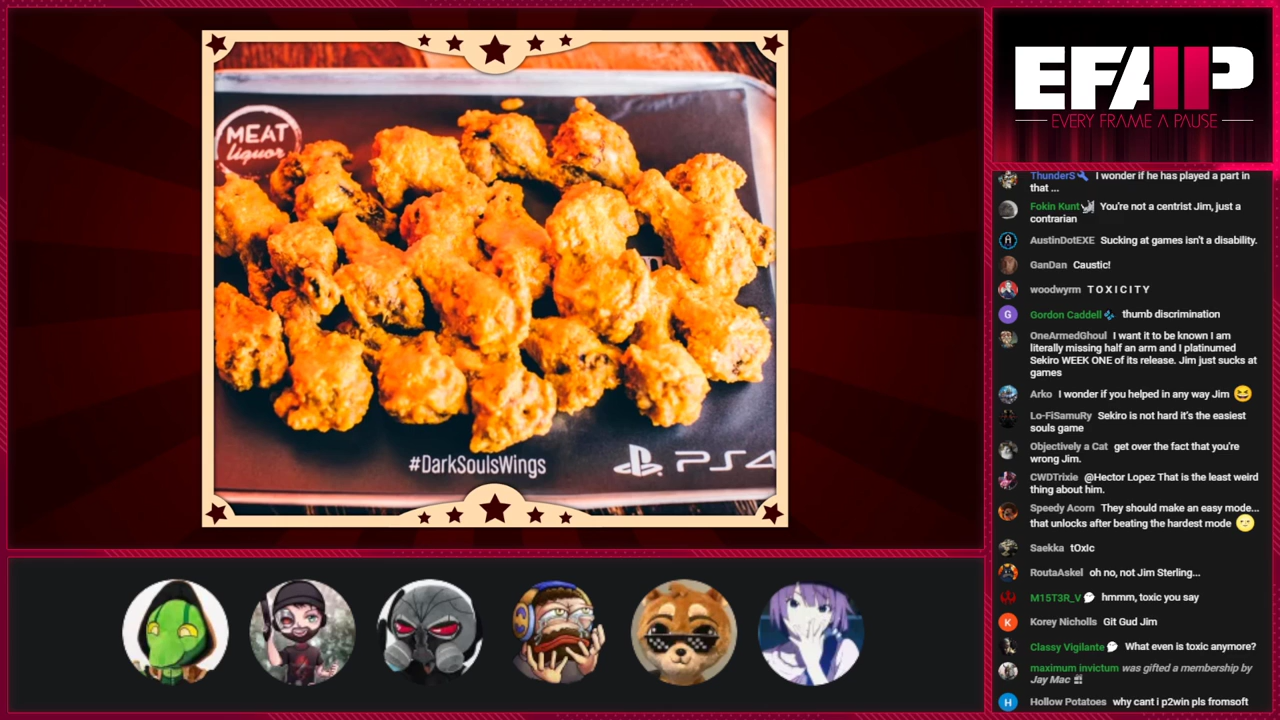 MEAT
liquor
#DarkSoulsWings
PS4
EFAP
EVERY FRAME A PAUSE
ThunderS I wonder if he has played a part in
that ...
Fokin Kunt You're not a centrist Jim, just a
contrarian
AustinDotEXE Sucking at games isn't a disability.
GanDan Caustic!
woodwyrm T O X I C I T Y
G
Gordon Caddell thumb discrimination
OneArmedGhoul I want it to be known I am
literally missing half an arm and I platinumed
Sekiro WEEK ONE of its release. Jim just sucks at
games
Arko I wonder if you helped in any way Jim
Lo-FiSamuRy Sekiro is not hard it's the easiest
souls game
Objectively a Cat get over the fact that you're
wrong Jim.
CWDTrixie @Hector Lopez That is the least weird
thing about him.
Speedy Acorn They should make an easy mode...
that unlocks after beating the hardest mode
Saekka tOxIc
RoutaAskel oh no, not Jim Sterling...
M15T3R_V hmmm, toxic you say
K
Korey Nicholls Git Gud Jim
Classy Vigilante What even is toxic anymore?
maximum invictum was gifted a membership by
Jay Mac
H
Hollow Potatoes why cant i p2win pls fromsoft